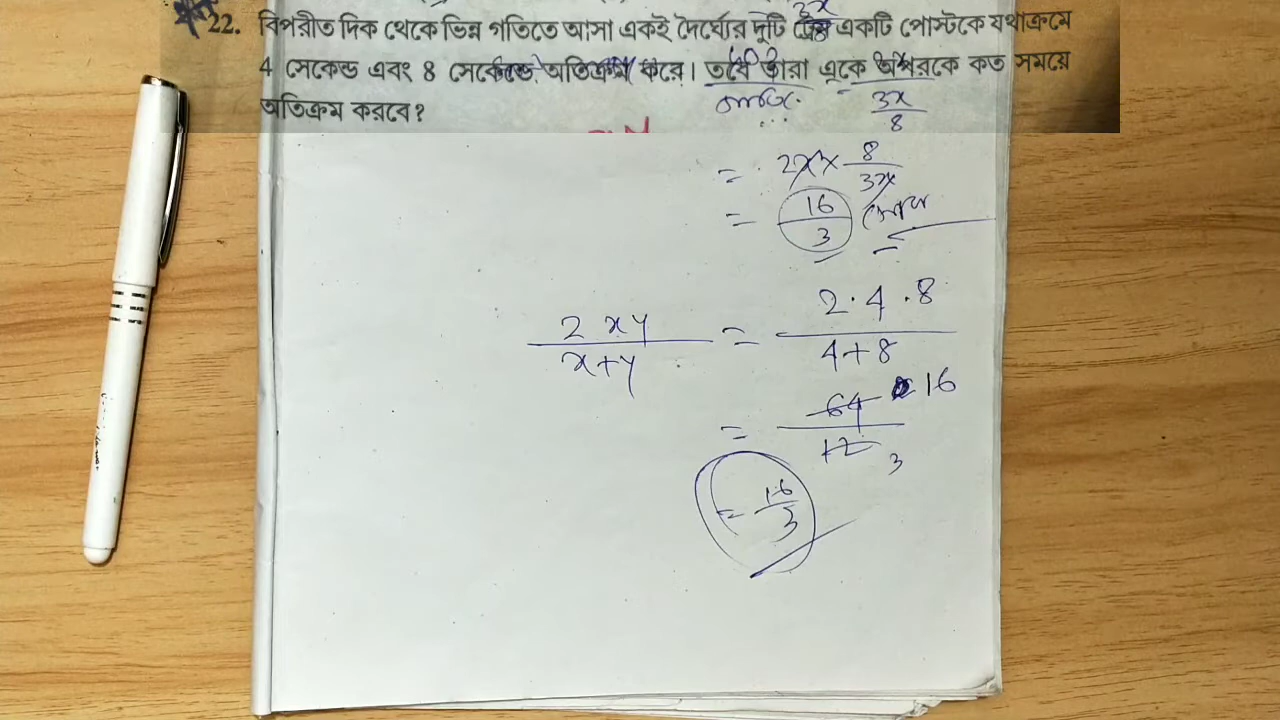 22. বিপরীত দিক থেকে ভিন্ন গতিতে আসা একই দৈর্ঘ্যের দুটি ট্রেন একটি পোস্টকে যথাক্রমে
4 সেকেন্ড এবং 8 সেকেন্ডে অতিক্রম করে। তবে তারা একে অপরকে কত সময়ে
অতিক্রম করবে?
3x
8
= 2x × 8/3x
= 16/3
2xy/x+y = 2·4·8/4+8
= 64/12 16 3
= 16/3